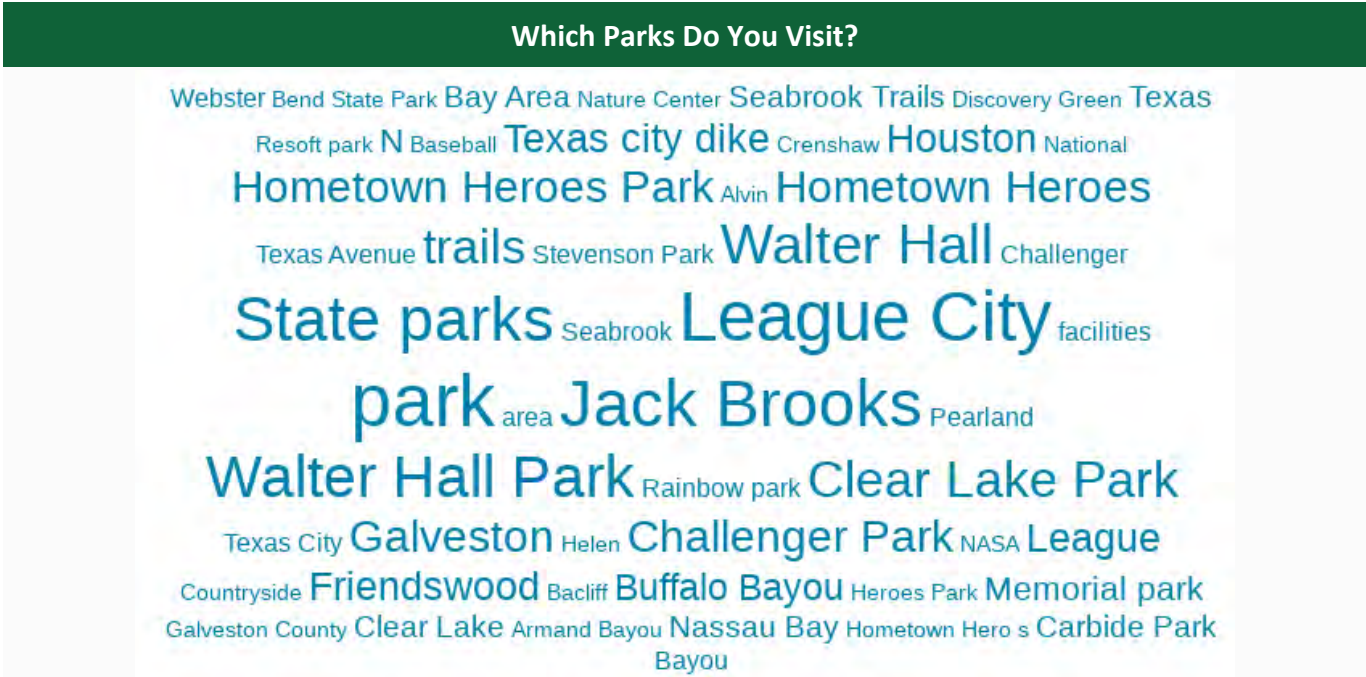 Which Parks Do You Visit?
Webster Bend State Park Bay Area Nature Center Seabrook Trails Discovery Green Texas
Resoft park N Baseball Texas city dike Crenshaw Houston National
Hometown Heroes Park Alvin Hometown Heroes
Texas Avenue trails Stevenson Park Walter Hall Challenger
State parks Seabrook League City facilities
park area Jack Brooks Pearland
Walter Hall Park Rainbow park Clear Lake Park
Texas City Galveston Helen Challenger Park NASA League
Countryside Friendswood Bacliff Buffalo Bayou Heroes Park Memorial park
Galveston County Clear Lake Armand Bayou Nassau Bay Hometown Hero s Carbide Park
Bayou